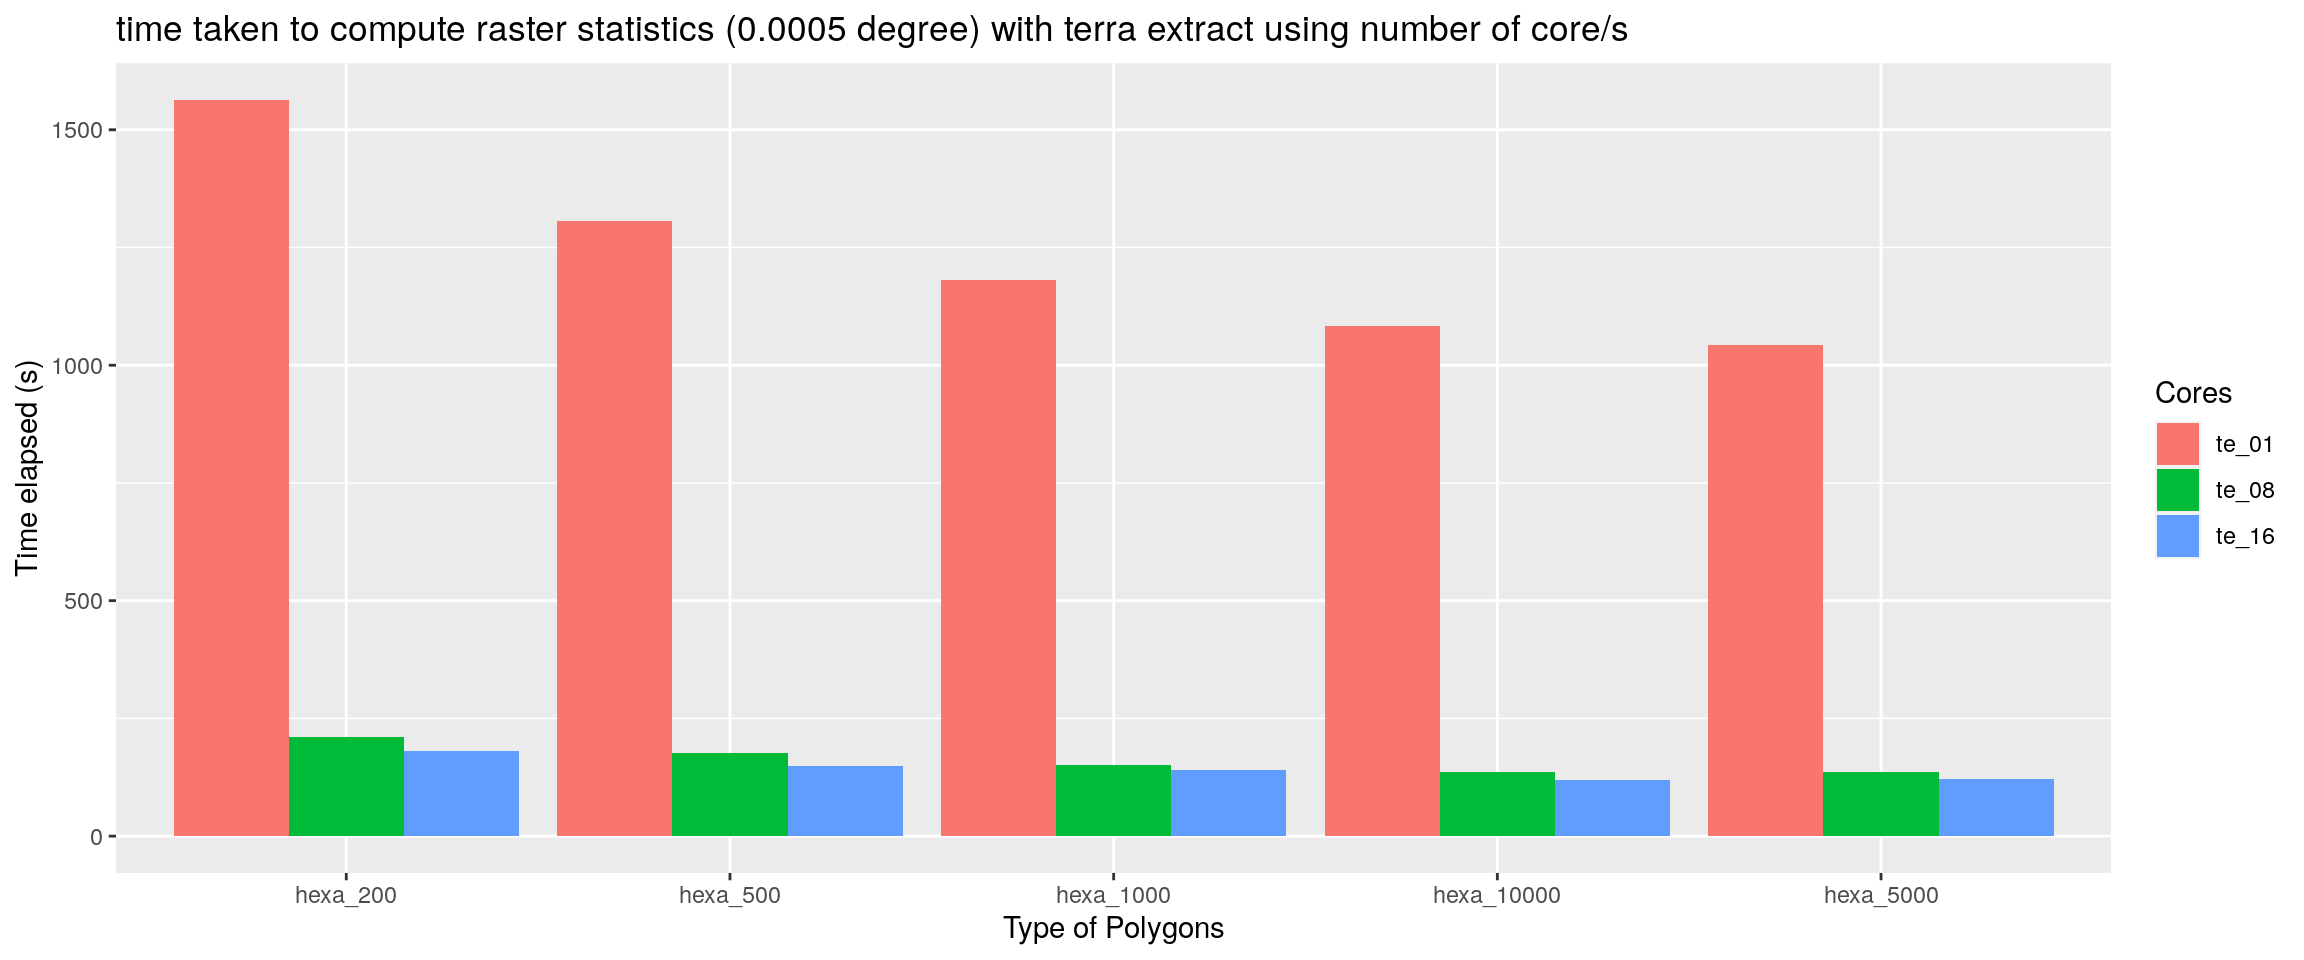 time taken to compute raster statistics (0.0005 degree) with terra extract using number of core/s
Time elapsed (s)
1500
1000
500
0
hexa_200
hexa_500
hexa_1000
hexa_10000
hexa_5000
Type of Polygons
Cores
te_01
te_08
te_16